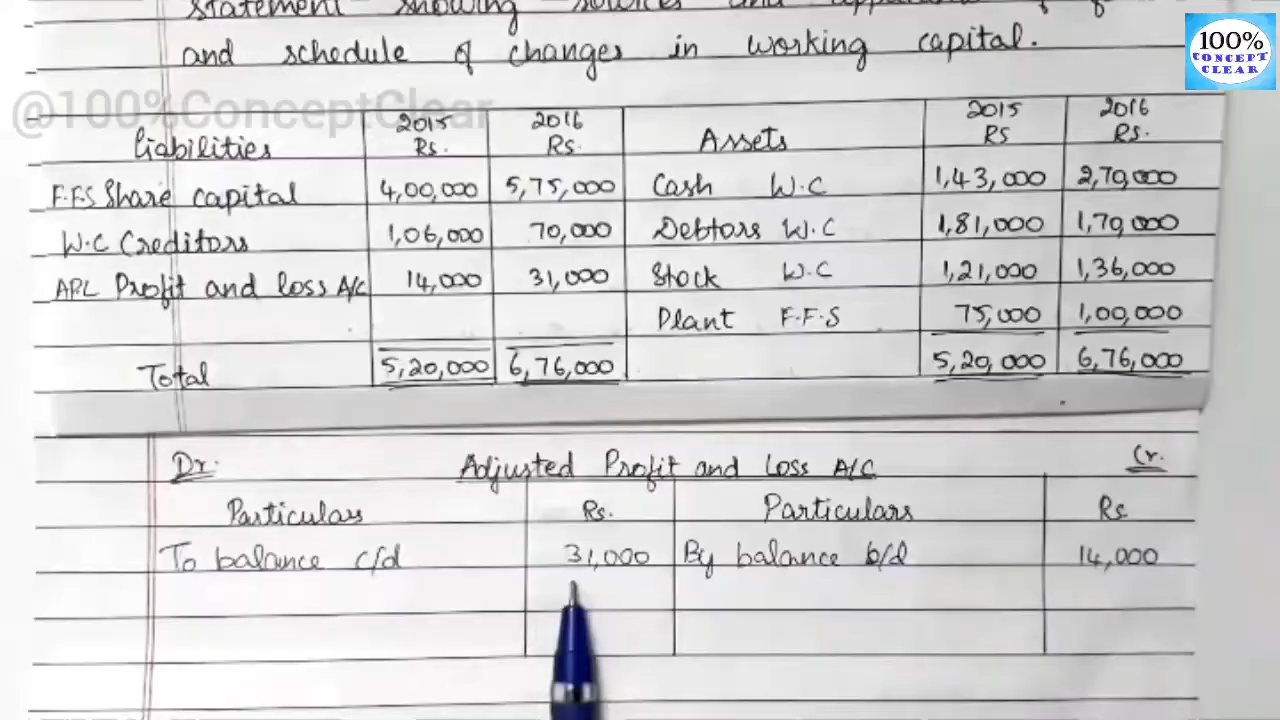 statement showing sources and
and schedule of changes in working capital.
100%
CONCEPT
CLEAR
@100%ConceptClear
Liabilities 2015 Rs. 2016 Rs. Assets 2015 Rs 2016 Rs.
F.F.S Share capital 4,00,000 5,75,000 Cash W.C 1,43,000 2,70,000
W.C Creditors 1,06,000 70,000 Debtors W.C 1,81,000 1,70,000
APL Profit and loss A/c 14,000 31,000 Stock W.C 1,21,000 1,36,000
Plant F.F.S 75,000 1,00,000
Total 5,20,000 6,76,000 5,20,000 6,76,000
Dr. Adjusted Profit and Loss A/C Cr.
Particulars Rs. Particulars Rs
To balance c/d 31,000 By balance b/d 14,000